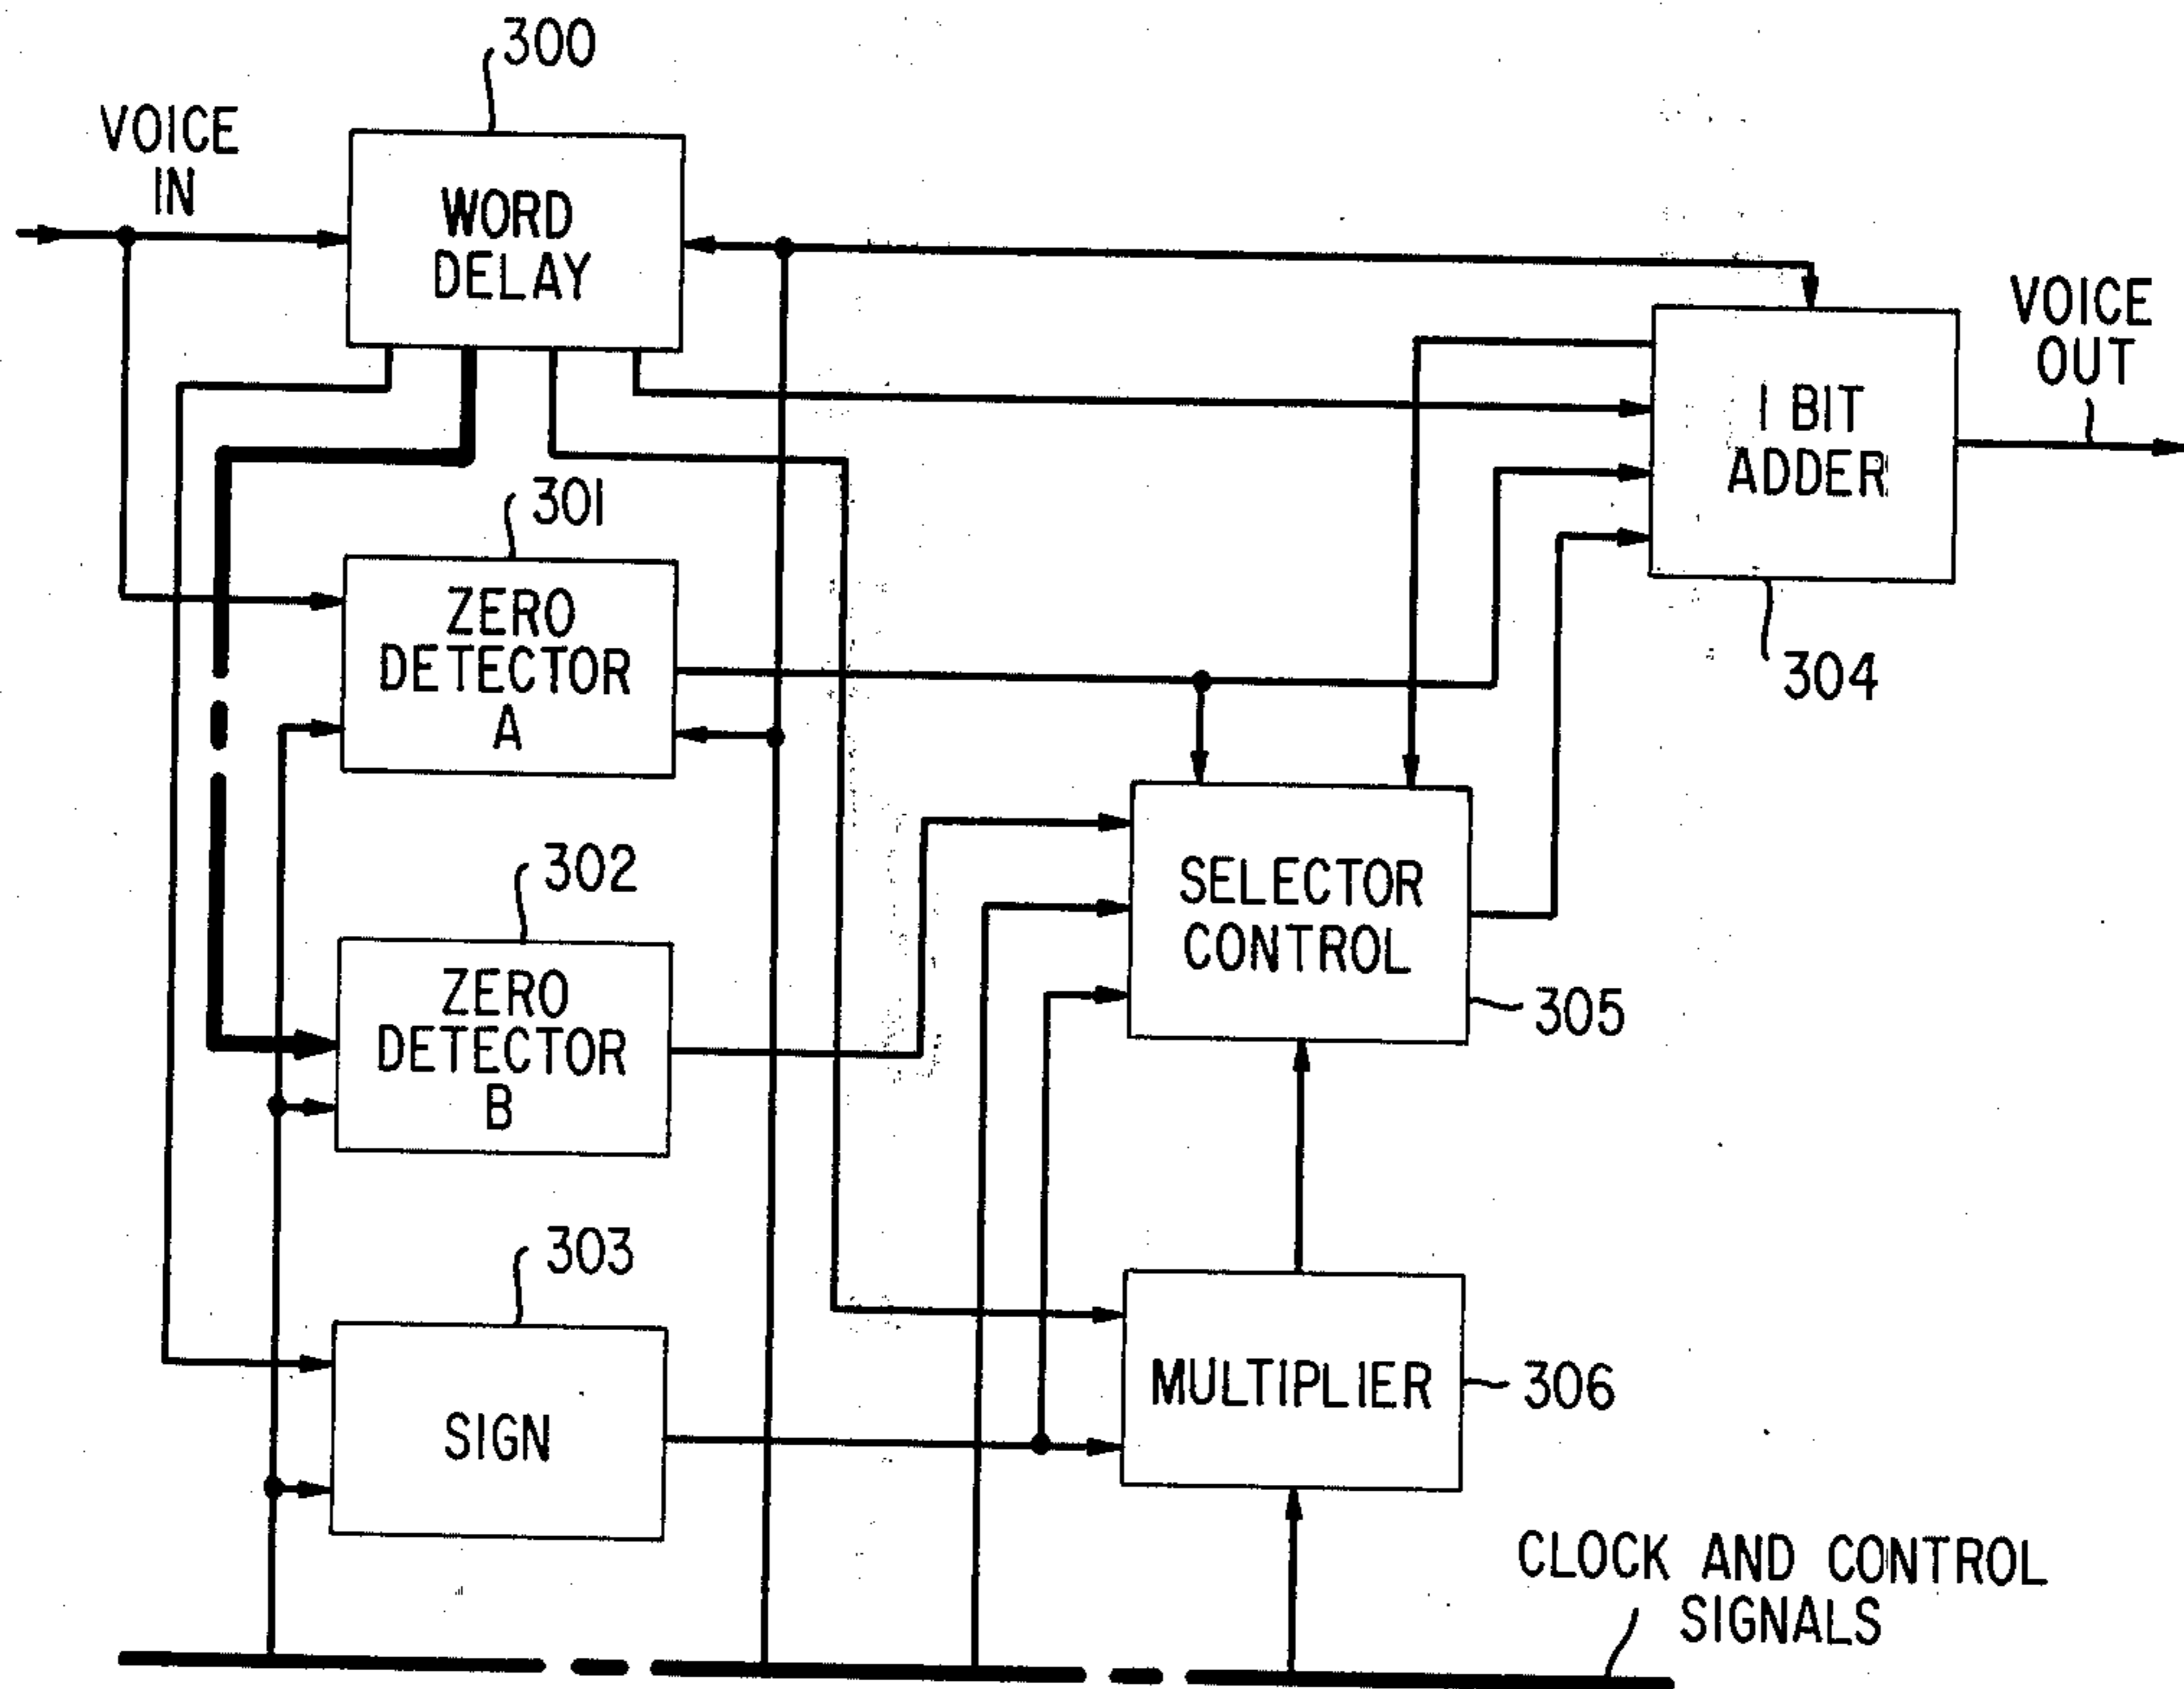 300
VOICE
IN
WORD
DELAY
VOICE
OUT
1 BIT
ADDER
304
301
ZERO
DETECTOR
A
302
ZERO
DETECTOR
B
SELECTOR
CONTROL
305
303
SIGN
MULTIPLIER
306
CLOCK AND CONTROL
SIGNALS